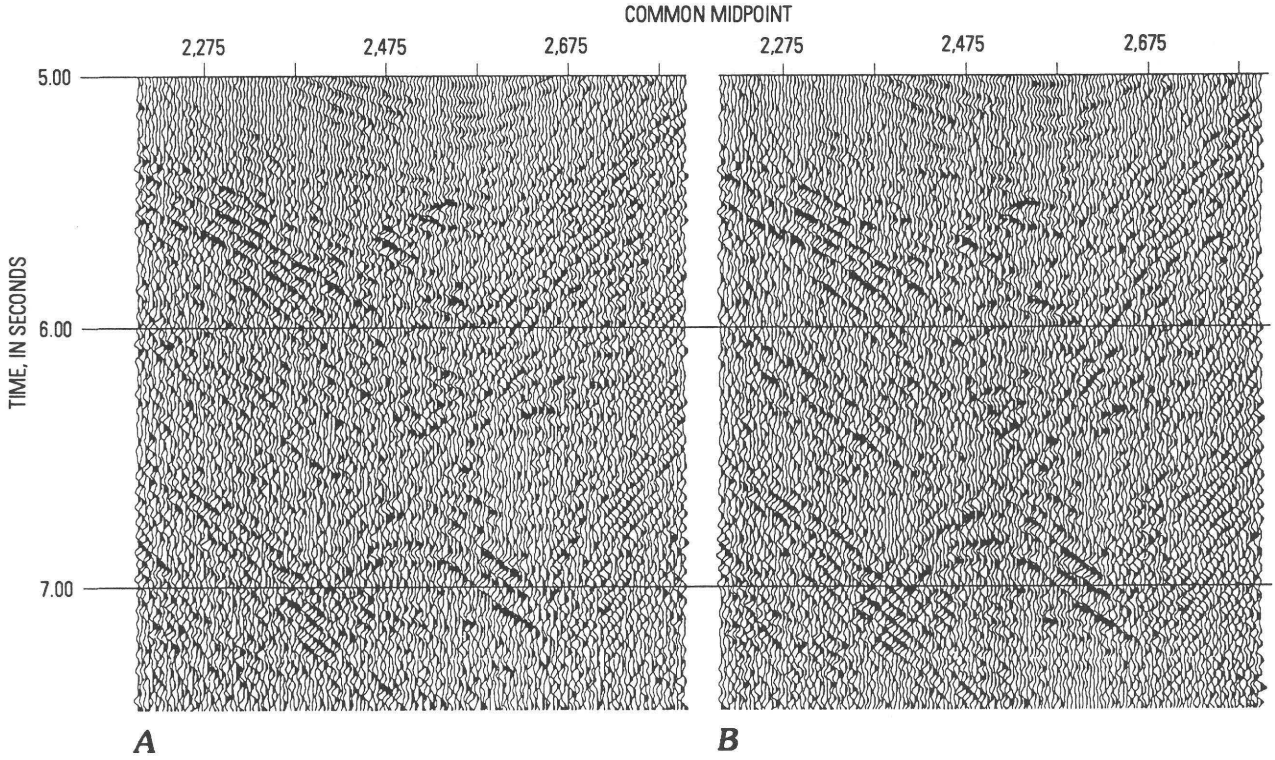 COMMON MIDPOINT
2,275 2,475 2,675 2,275 2,475 2,675
5.00
6.00
7.00
TIME, IN SECONDS
A B